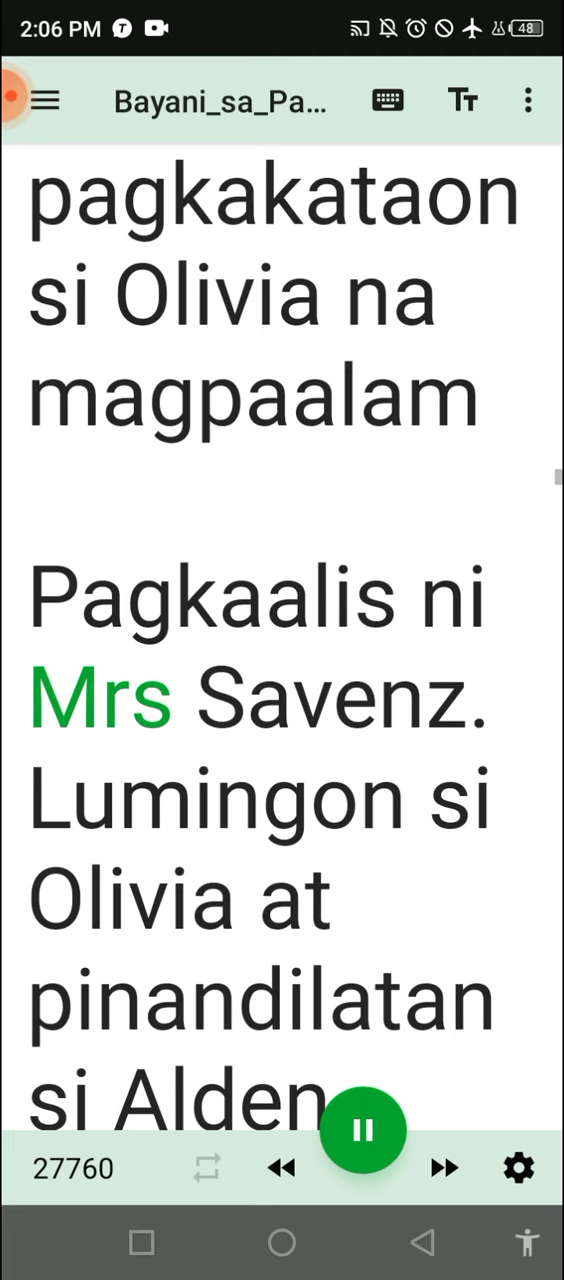 2:06 PM
48
Bayani_sa_Pa...
pagkakataon
si Olivia na
magpaalam
Pagkaalis ni
Mrs Savenz.
Lumingon si
Olivia at
pinandilatan
si Alden
27760